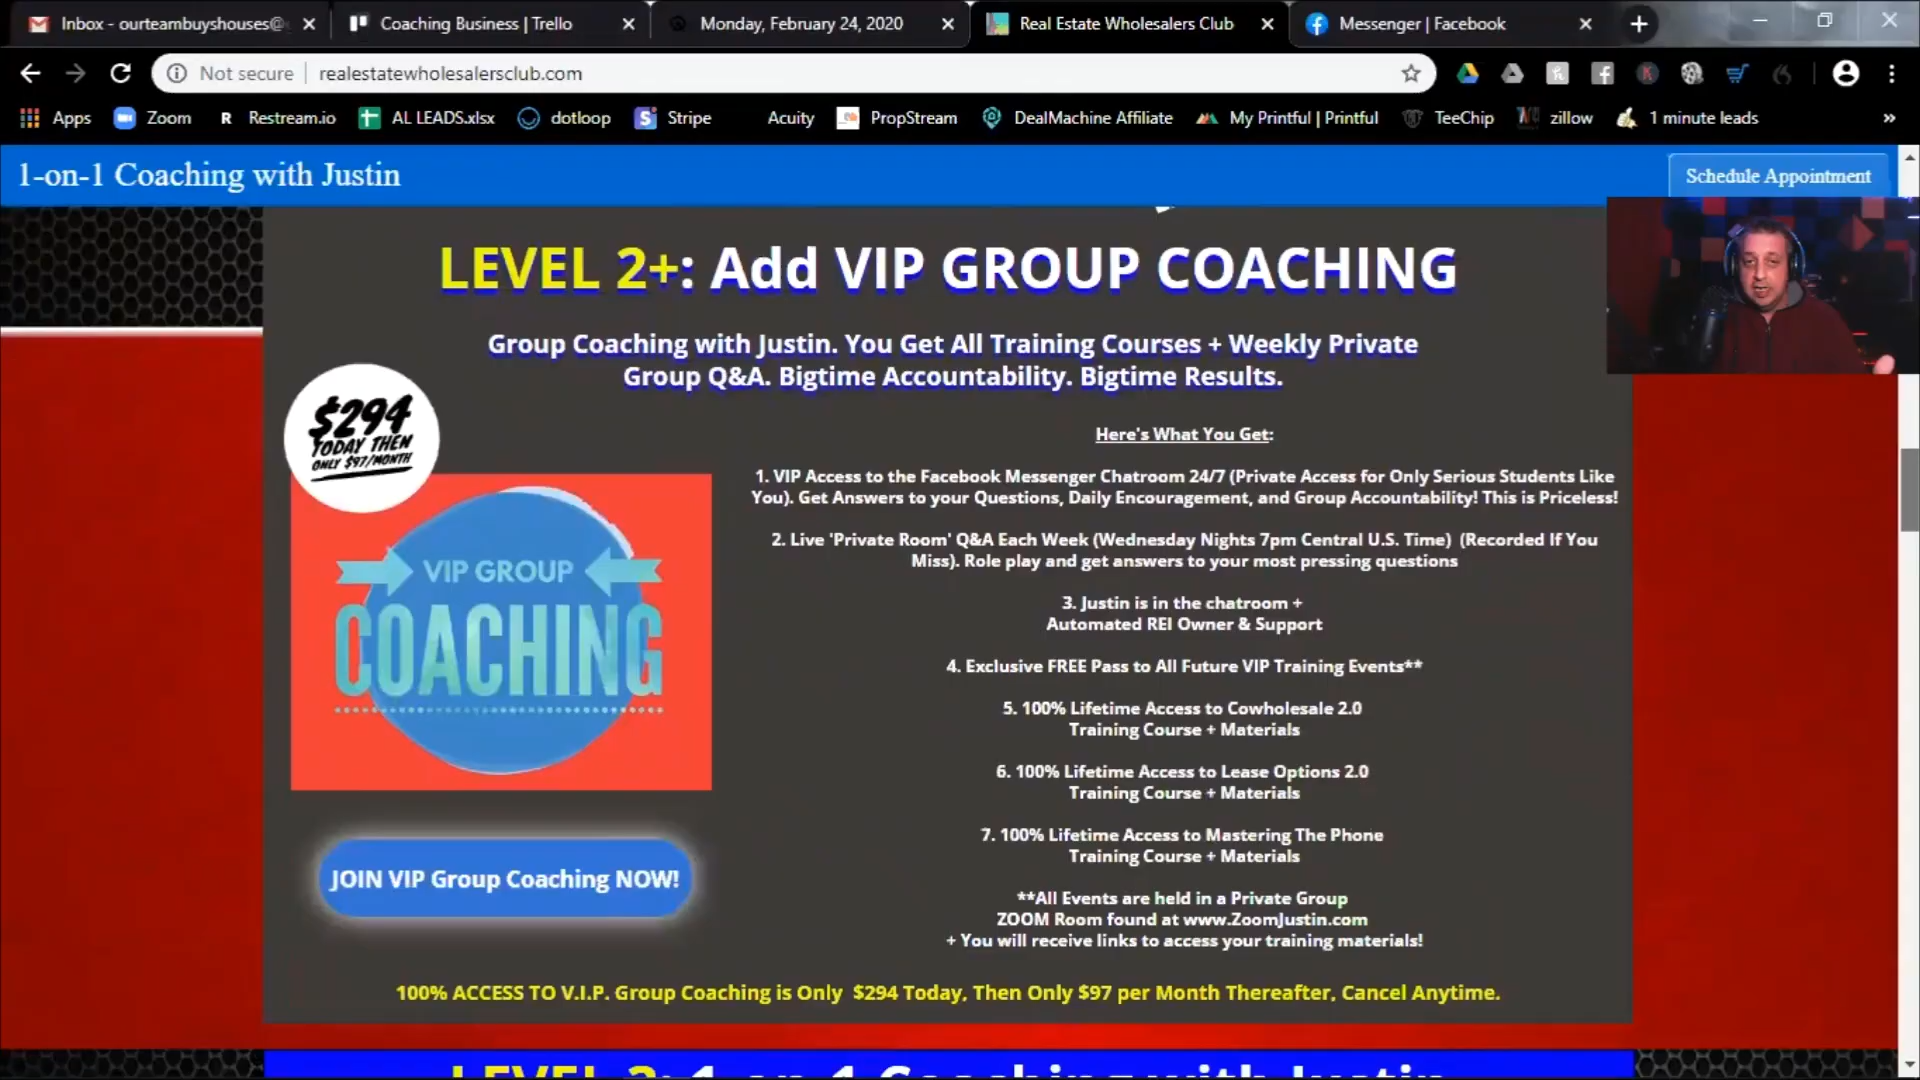 Inbox - ourteambuyshouses@
Coaching Business | Trello
Monday, February 24, 2020
Real Estate Wholesalers Club
Messenger | Facebook
Not secure
realestatewholesalersclub.com
Apps
Zoom
R Restream.io
AL LEADS.xlsx
dotloop
S Stripe
Acuity
PropStream
DealMachine Affiliate
My Printful | Printful
TeeChip
zillow
1 minute leads
1-on-1 Coaching with Justin
Schedule Appointment
LEVEL 2+: Add VIP GROUP COACHING
Group Coaching with Justin. You Get All Training Courses + Weekly Private
Group Q&A. Bigtime Accountability. Bigtime Results.
$294
TODAY THEN
ONLY $97/MONTH
VIP GROUP
COACHING
JOIN VIP Group Coaching NOW!
Here's What You Get:
1. VIP Access to the Facebook Messenger Chatroom 24/7 (Private Access for Only Serious Students Like
You). Get Answers to your Questions, Daily Encouragement, and Group Accountability! This is Priceless!
2. Live 'Private Room' Q&A Each Week (Wednesday Nights 7pm Central U.S. Time) (Recorded If You
Miss). Role play and get answers to your most pressing questions
3. Justin is in the chatroom +
Automated REI Owner & Support
4. Exclusive FREE Pass to All Future VIP Training Events**
5. 100% Lifetime Access to Cowholesale 2.0
Training Course + Materials
6. 100% Lifetime Access to Lease Options 2.0
Training Course + Materials
7. 100% Lifetime Access to Mastering The Phone
Training Course + Materials
**All Events are held in a Private Group
ZOOM Room found at www.ZoomJustin.com
+ You will receive links to access your training materials!
100% ACCESS TO V.I.P. Group Coaching is Only $294 Today, Then Only $97 per Month Thereafter, Cancel Anytime.
LEVEL 3: 1-on-1 Coaching with Justin